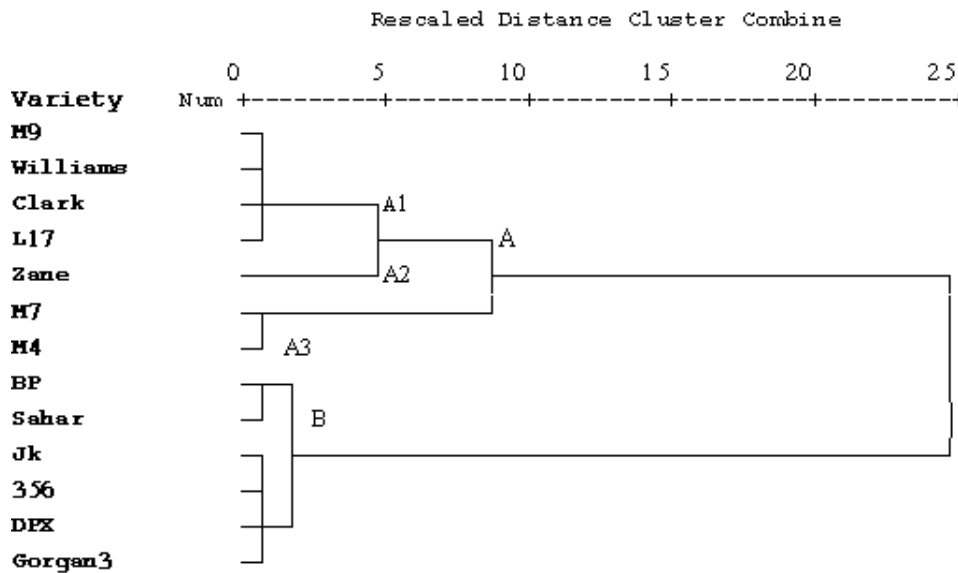 Rescaled Distance Cluster Combine
0 5 10 15 20 25
Variety Num
M9
Williams
Clark A1
L17 A
Zane A2
M7
M4 A3
BP
Sahar B
Jk
356
DPX
Gorgan3